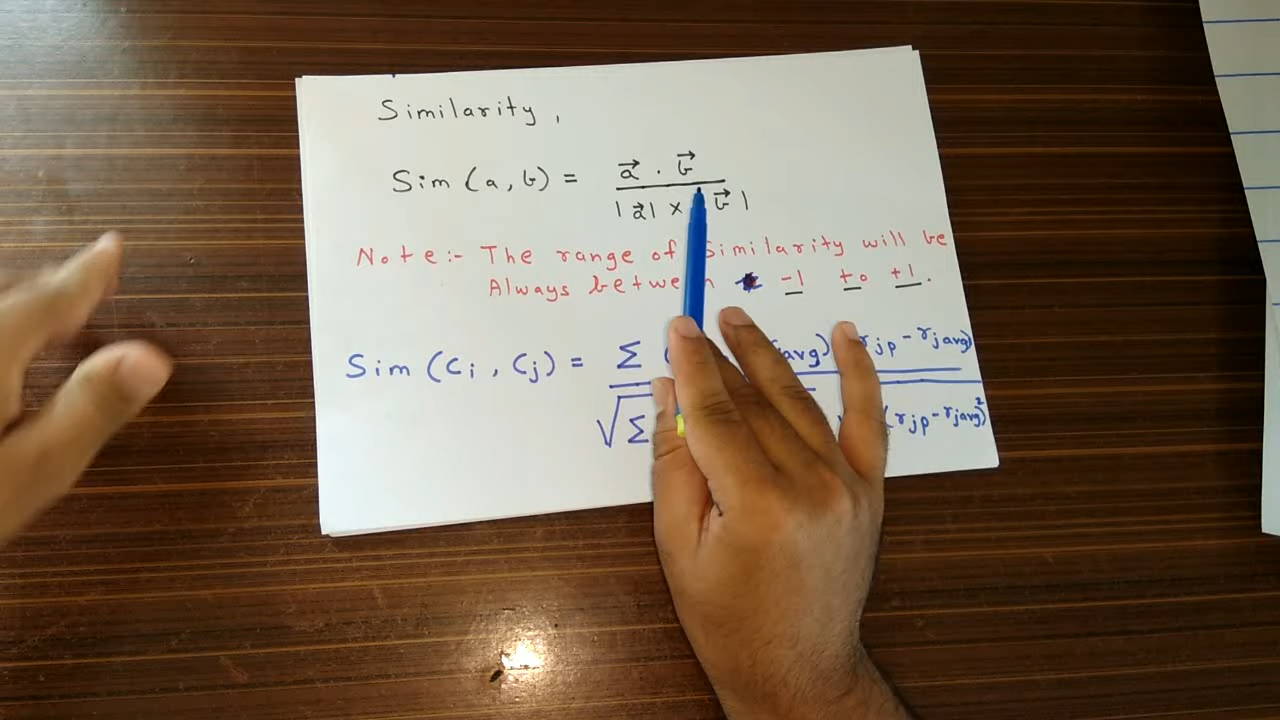 Similarity,
Sim (a, b) = a⃗ . b⃗
|a⃗| × b⃗|
Note:- The range of Similarity will be
Always between -1 to +1.
Sim (Ci, Cj) = Σ ( avg) rjp - rjavg)
√Σ (rjp - rjavg)²